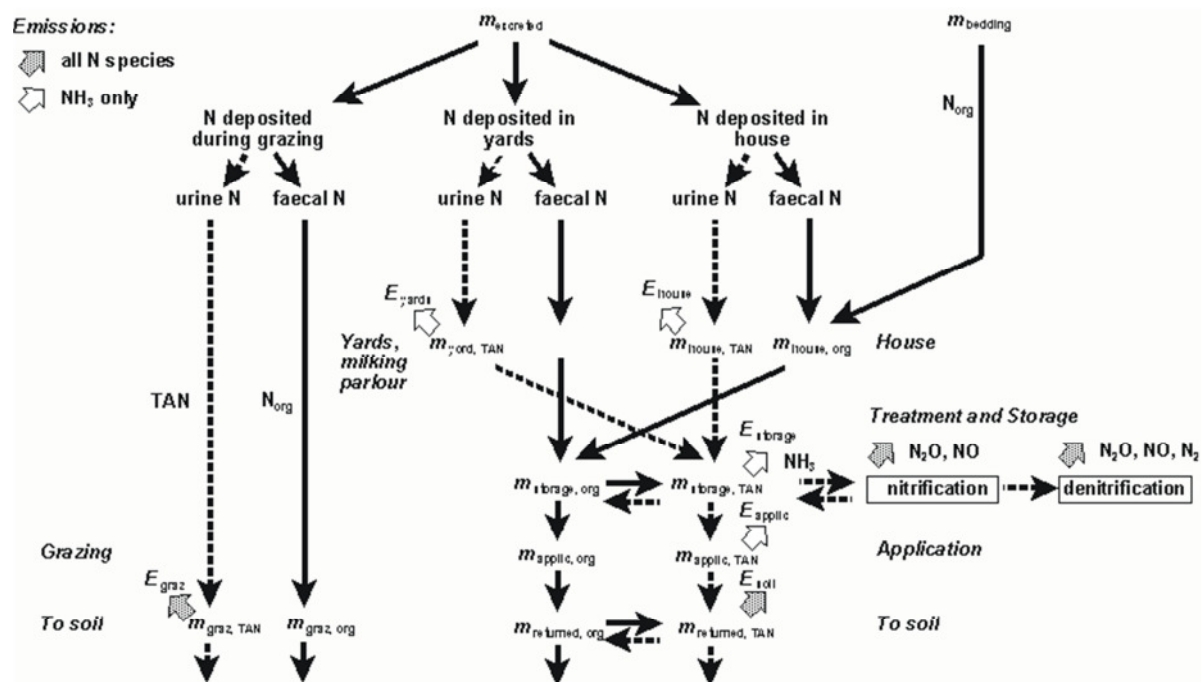 Emissions:
all N species
NH₃ only
m excreted
m bedding
N org
N deposited
during grazing
N deposited in
yards
N deposited in
house
urine N
faecal N
urine N
faecal N
urine N
faecal N
E yards
E house
m yard, TAN
m house, TAN
m house, org
House
Yards,
milking
parlour
TAN
N org
Treatment and Storage
E storage
NH₃
N₂O, NO
N₂O, NO, N₂
m storage, org
m storage, TAN
nitrification
denitrification
E applic
Grazing
m applic, org
m applic, TAN
Application
E graz
E soil
To soil
m graz, TAN
m graz, org
m returned, org
m returned, TAN
To soil